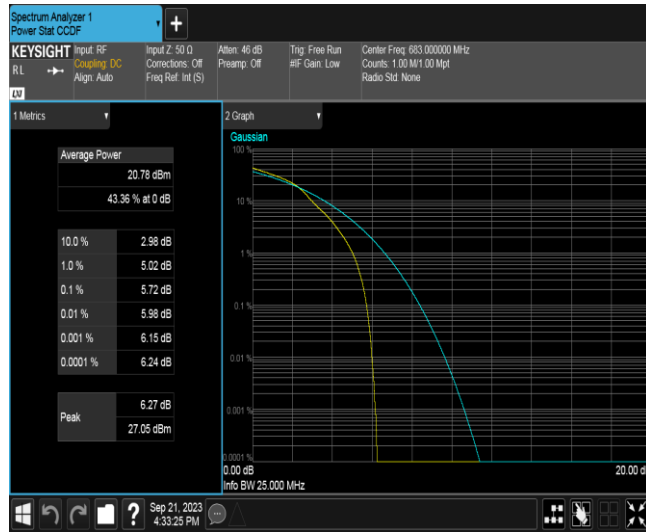 Spectrum Analyzer 1
Power Stat CCDF
+
KEYSIGHT
RL
LXI
Input: RF
Coupling: DC
Align: Auto
Input Z: 50 Ω
Corrections: Off
Freq Ref: Int (S)
Atten: 46 dB
Preamp: Off
Trig: Free Run
#IF Gain: Low
Center Freq: 683.000000 MHz
Counts: 1.00 M/1.00 Mpt
Radio Std: None
1 Metrics
Average Power
20.78 dBm
43.36 % at 0 dB
10.0 % 2.98 dB
1.0 % 5.02 dB
0.1 % 5.72 dB
0.01 % 5.98 dB
0.001 % 6.15 dB
0.0001 % 6.24 dB
Peak
6.27 dB
27.05 dBm
2 Graph
Gaussian
100 %
10 %
1 %
0.1 %
0.01 %
0.001 %
0.0001 %
0.00 dB
20.00 d
Info BW 25.000 MHz
?
Sep 21, 2023
4:33:25 PM